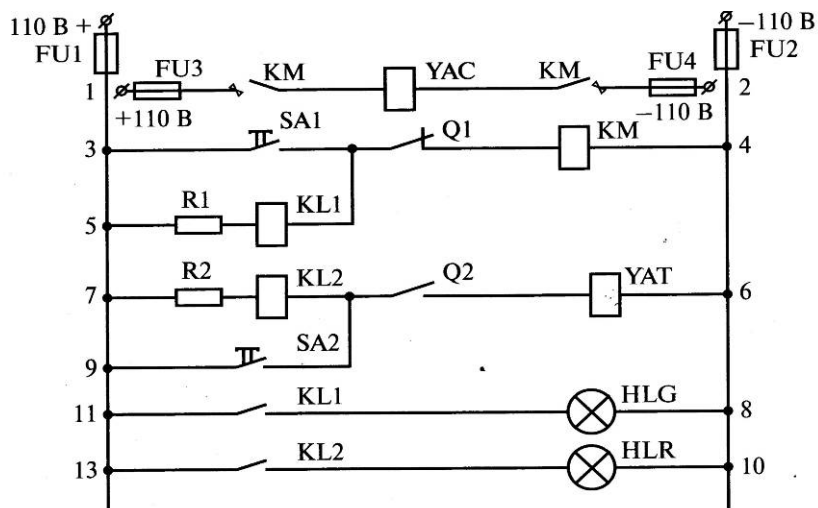 110 В + –110 В
FU1 FU2
FU3 KM YAC KM FU4
1 2
+110 В –110 В
SA1 Q1 KM
3 4
R1 KL1
5
R2 KL2 Q2 YAT
7 6
SA2
9
KL1 HLG
11 8
KL2 HLR
13 10